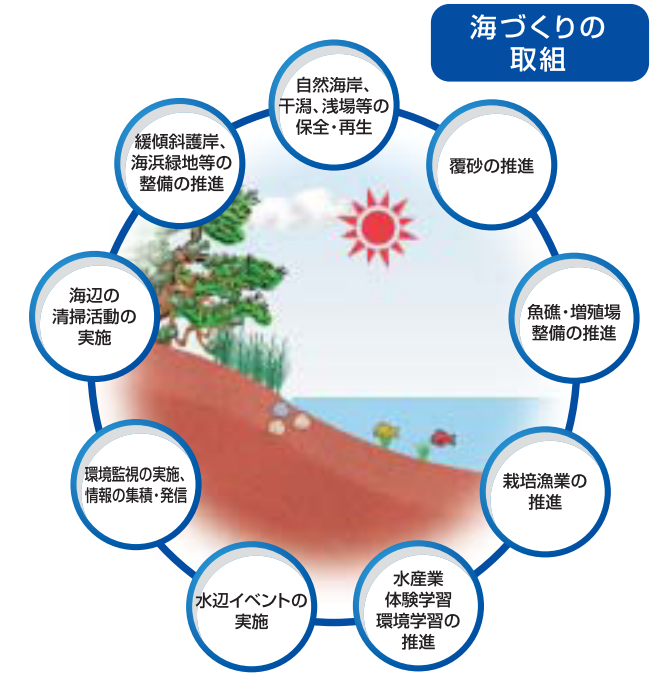 海づくりの
取組
自然海岸、
干潟、浅場等の
保全・再生
覆砂の推進
魚礁・増殖場
整備の推進
栽培漁業の
推進
水産業
体験学習
環境学習の
推進
水辺イベントの
実施
環境監視の実施、
情報の集積・発信
海辺の
清掃活動の
実施
緩傾斜護岸、
海浜緑地等の
整備の推進